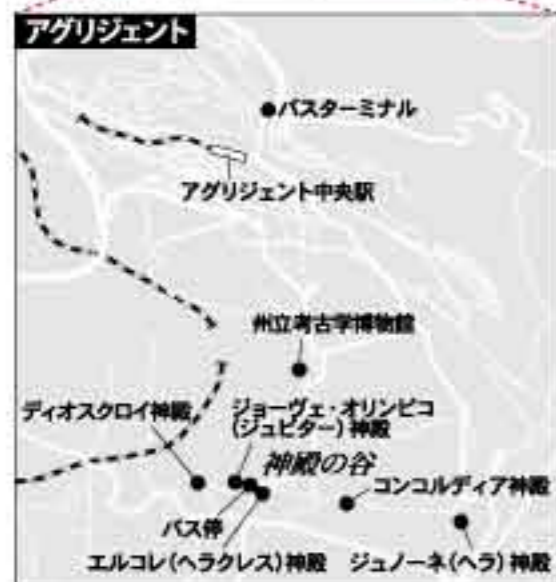 アグリジェント
バスターミナル
アグリジェント中央駅
州立考古学博物館
ディオスクロイ神殿
ジョーヴェ・オリンピコ
(ジュピター)神殿
神殿の谷
コンコルディア神殿
バス停
エルコレ(ヘラクレス)神殿
ジュノーネ(ヘラ)神殿